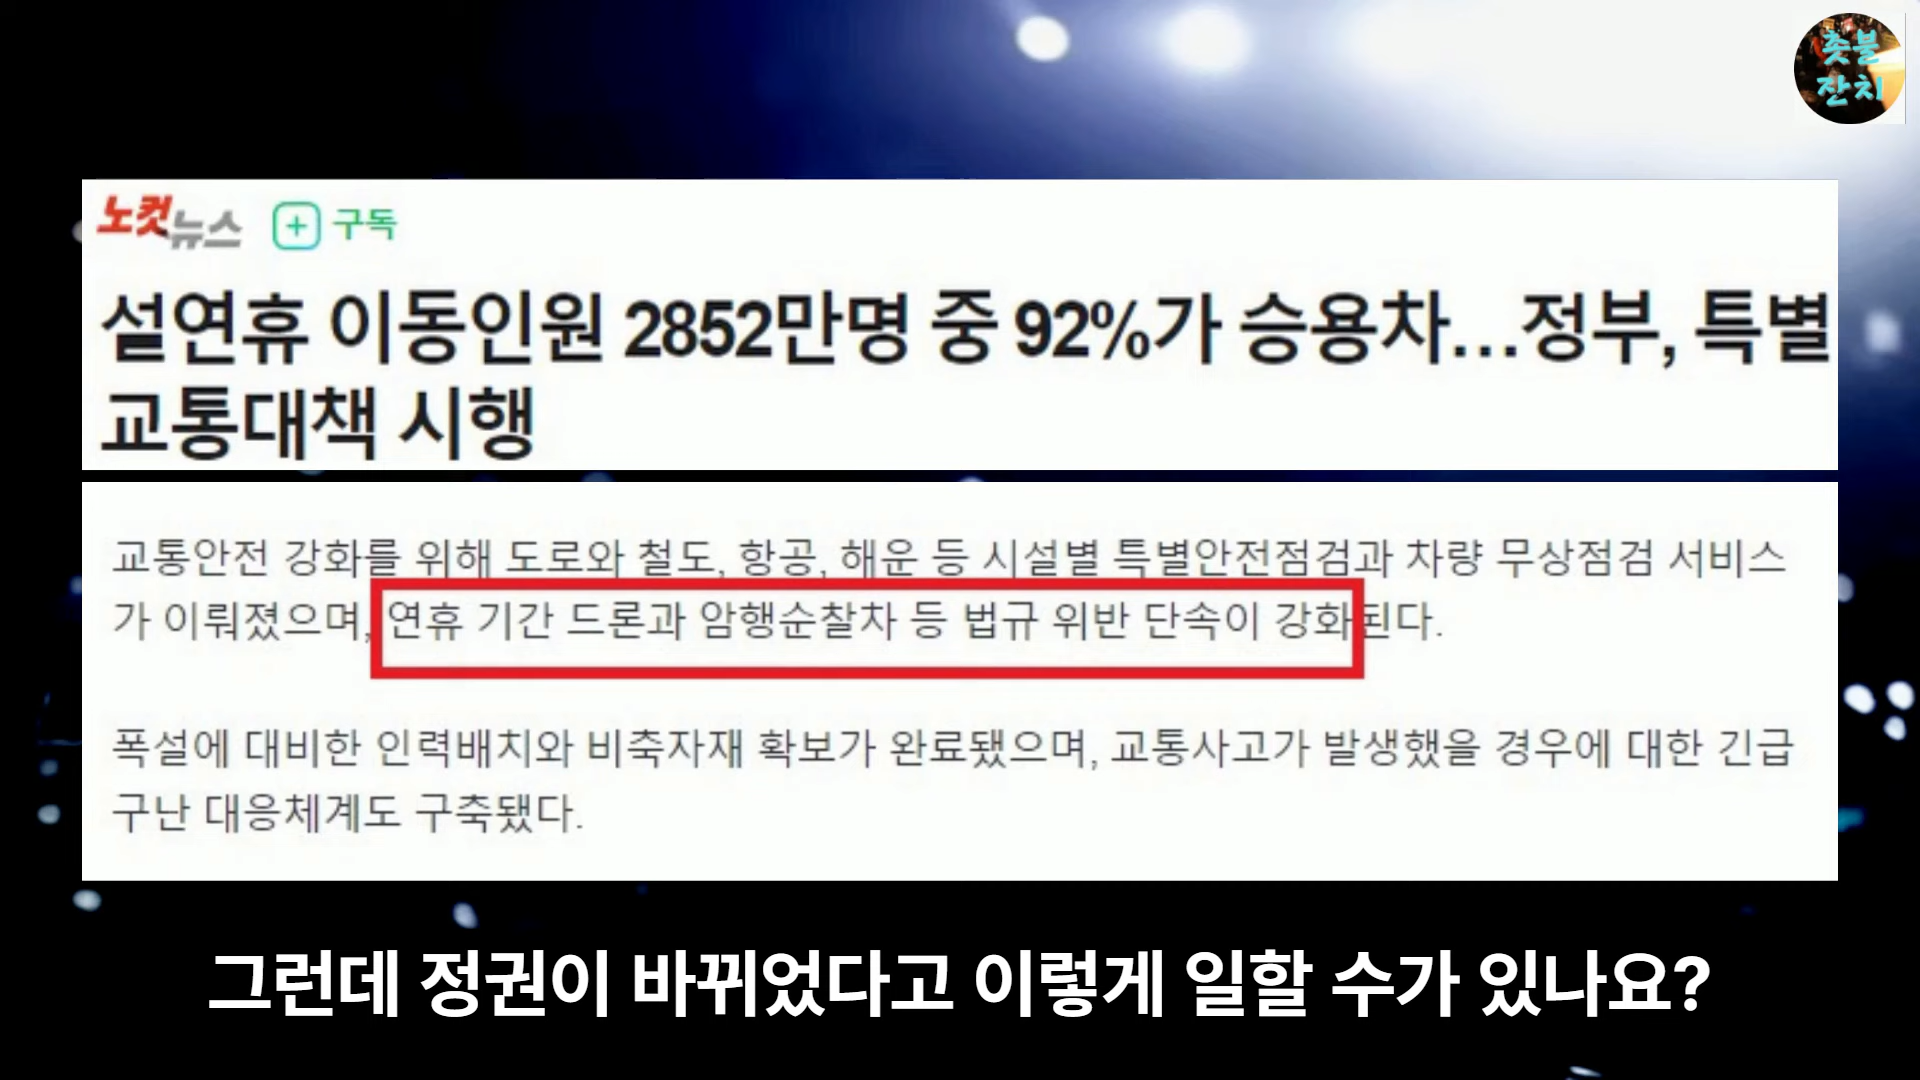 촛불
잔치
노컷뉴스 + 구독
설연휴 이동인원 2852만명 중 92%가 승용차…정부, 특별
교통대책 시행
교통안전 강화를 위해 도로와 철도, 항공, 해운 등 시설별 특별안전점검과 차량 무상점검 서비스
가 이뤄졌으며, 연휴 기간 드론과 암행순찰차 등 법규 위반 단속이 강화된다.
폭설에 대비한 인력배치와 비축자재 확보가 완료됐으며, 교통사고가 발생했을 경우에 대한 긴급
구난 대응체계도 구축됐다.
그런데 정권이 바뀌었다고 이렇게 일할 수가 있나요?